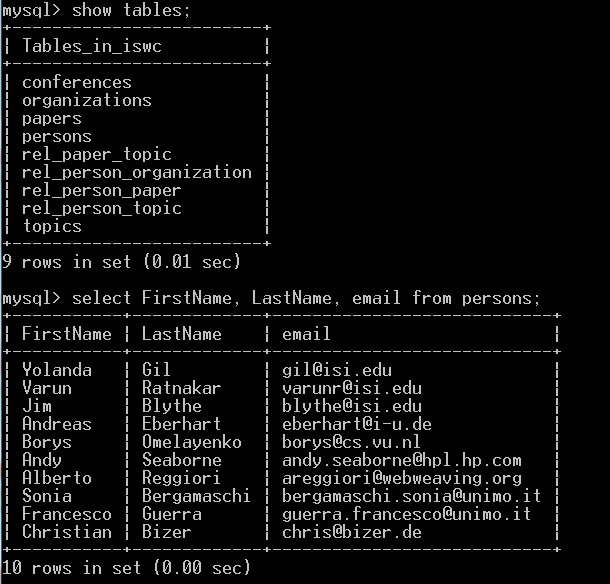 mysql> show tables;
+-------------------------+
| Tables_in_iswc          |
+-------------------------+
| conferences             |
| organizations           |
| papers                  |
| persons                 |
| rel_paper_topic         |
| rel_person_organization |
| rel_person_paper        |
| rel_person_topic        |
| topics                  |
+-------------------------+
9 rows in set (0.01 sec)

mysql> select FirstName, LastName, email from persons;
+-----------+-------------+----------------------------+
| FirstName | LastName    | email                      |
+-----------+-------------+----------------------------+
| Yolanda   | Gil         | gil@isi.edu                |
| Varun     | Ratnakar    | varunr@isi.edu             |
| Jim       | Blythe      | blythe@isi.edu             |
| Andreas   | Eberhart    | eberhart@i-u.de            |
| Borys     | Omelayenko  | borys@cs.vu.nl             |
| Andy      | Seaborne    | andy.seaborne@hpl.hp.com   |
| Alberto   | Reggiori    | areggiori@webweaving.org   |
| Sonia     | Bergamaschi | bergamaschi.sonia@unimo.it |
| Francesco | Guerra      | guerra.francesco@unimo.it  |
| Christian | Bizer       | chris@bizer.de             |
+-----------+-------------+----------------------------+
10 rows in set (0.00 sec)